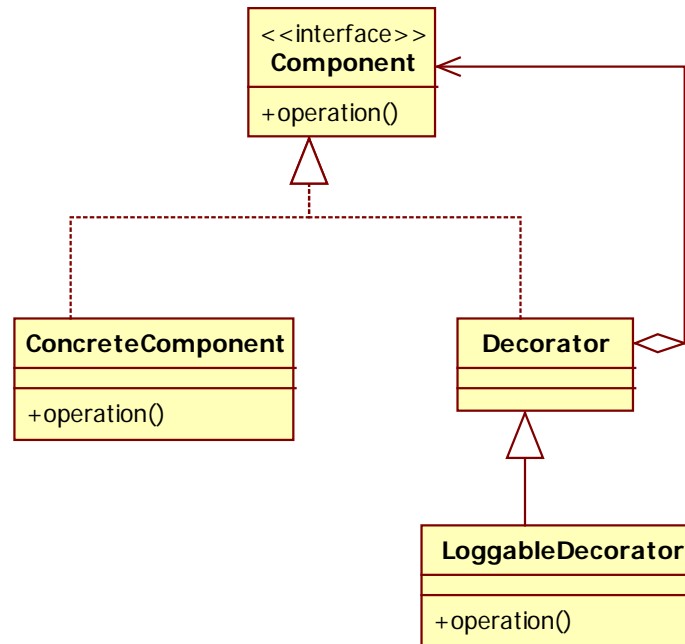 <<interface>>
Component
+operation()
ConcreteComponent
+operation()
Decorator
LoggableDecorator
+operation()